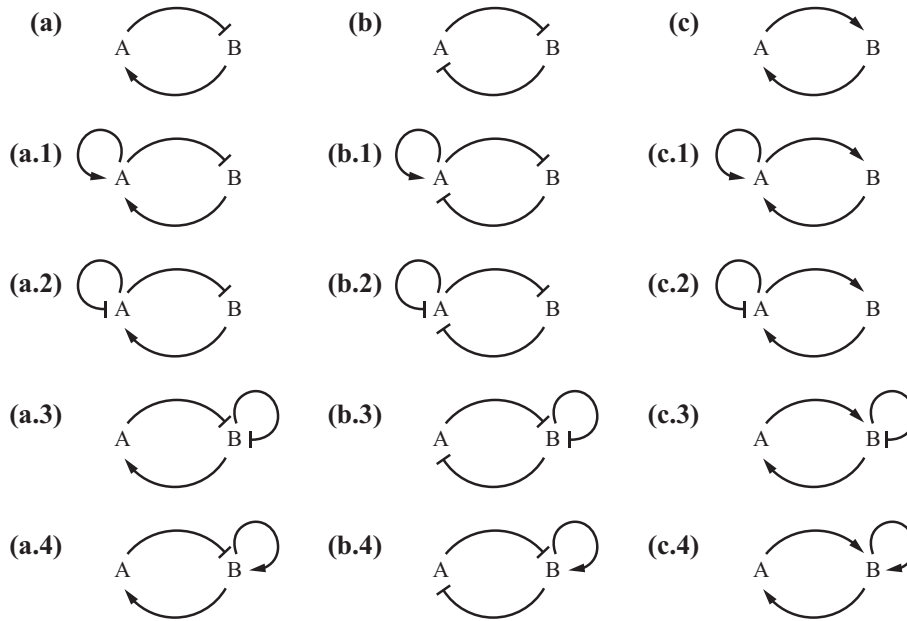 (a) (b) (c)
A B A B A B
(a.1) (b.1) (c.1)
A B A B A B
(a.2) (b.2) (c.2)
A B A B A B
(a.3) (b.3) (c.3)
A B A B A B
(a.4) (b.4) (c.4)
A B A B A B